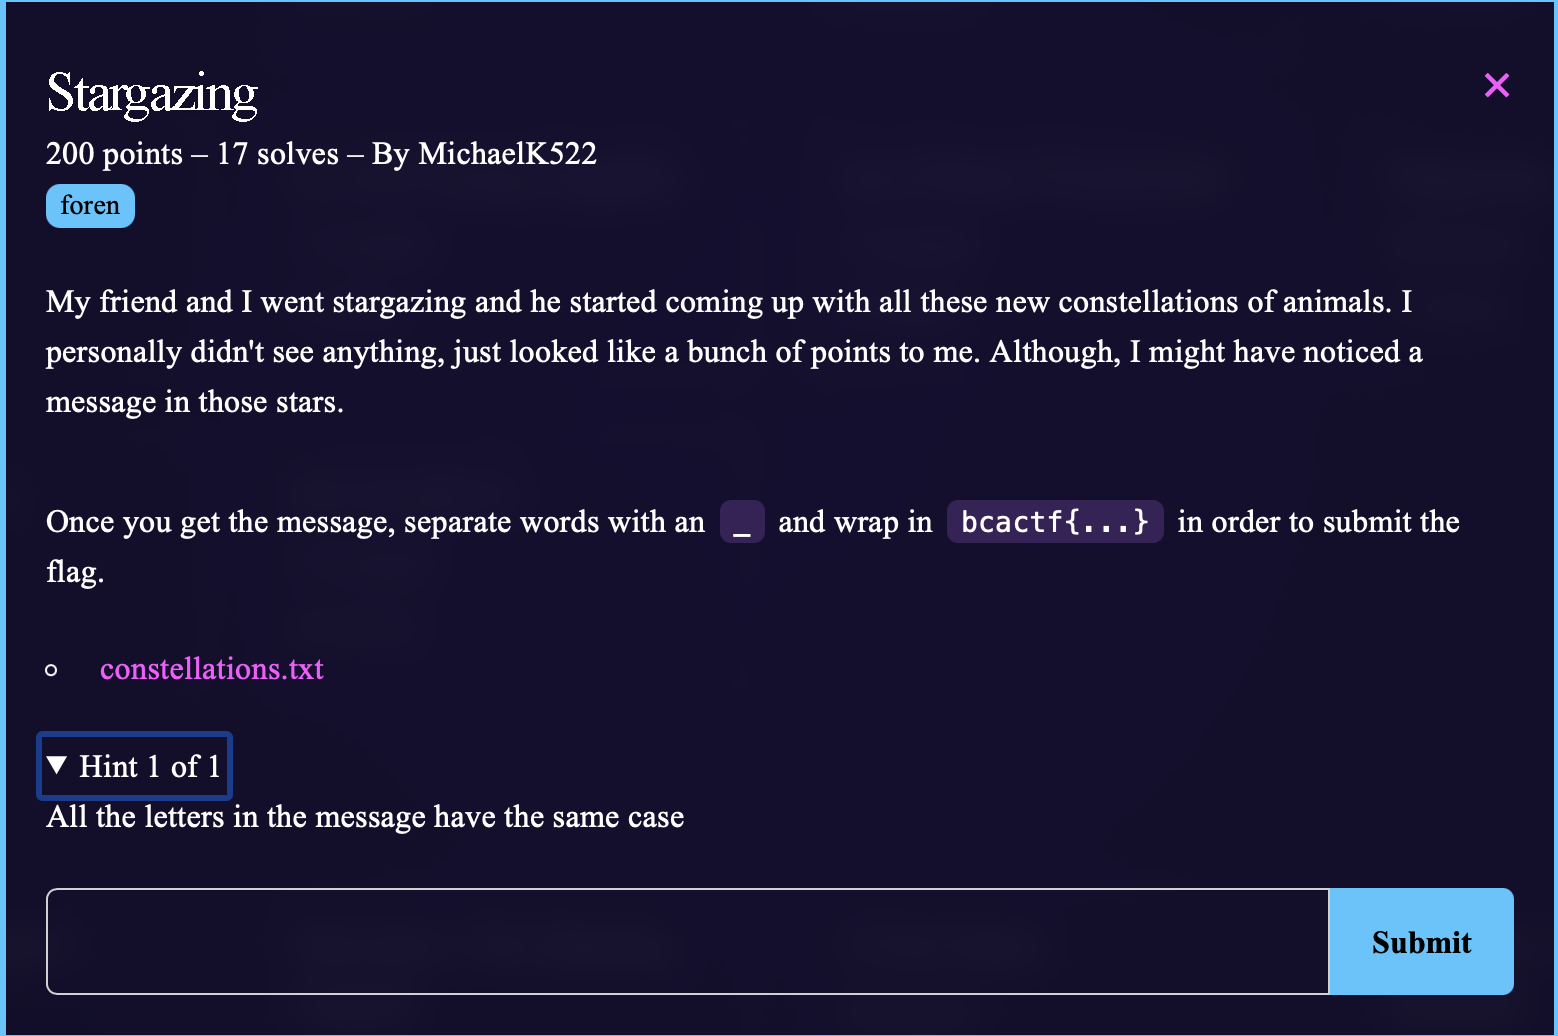 Stargazing
200 points – 17 solves – By MichaelK522
foren
My friend and I went stargazing and he started coming up with all these new constellations of animals. I
personally didn't see anything, just looked like a bunch of points to me. Although, I might have noticed a
message in those stars.
Once you get the message, separate words with an _ and wrap in bcactf{...} in order to submit the
flag.
constellations.txt
▼ Hint 1 of 1
All the letters in the message have the same case
Submit